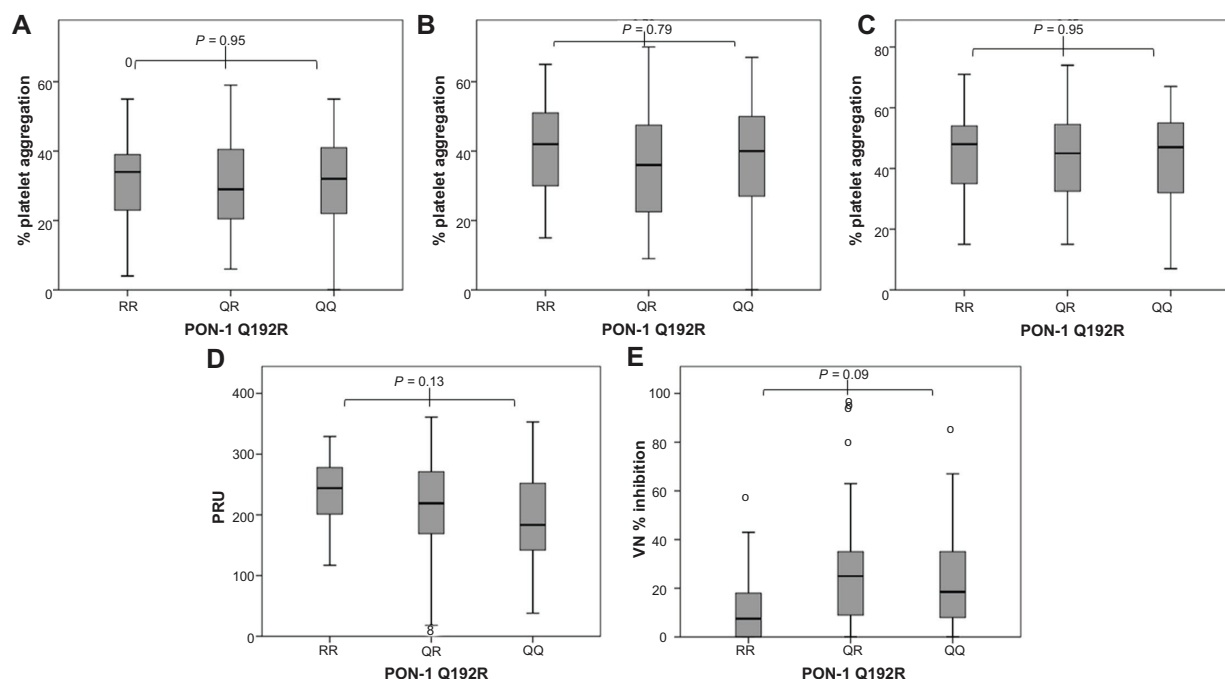 A
P = 0.95
0
% platelet aggregation
60
40
20
0
RR QR QQ
PON-1 Q192R
B
P = 0.79
% platelet aggregation
60
40
20
0
RR QR QQ
PON-1 Q192R
C
P = 0.95
% platelet aggregation
80
60
40
20
0
RR QR QQ
PON-1 Q192R
D
P = 0.13
PRU
400
300
200
100
0
RR QR QQ
PON-1 Q192R
E
P = 0.09
VN % inhibition
100
80
60
40
20
0
RR QR QQ
PON-1 Q192R